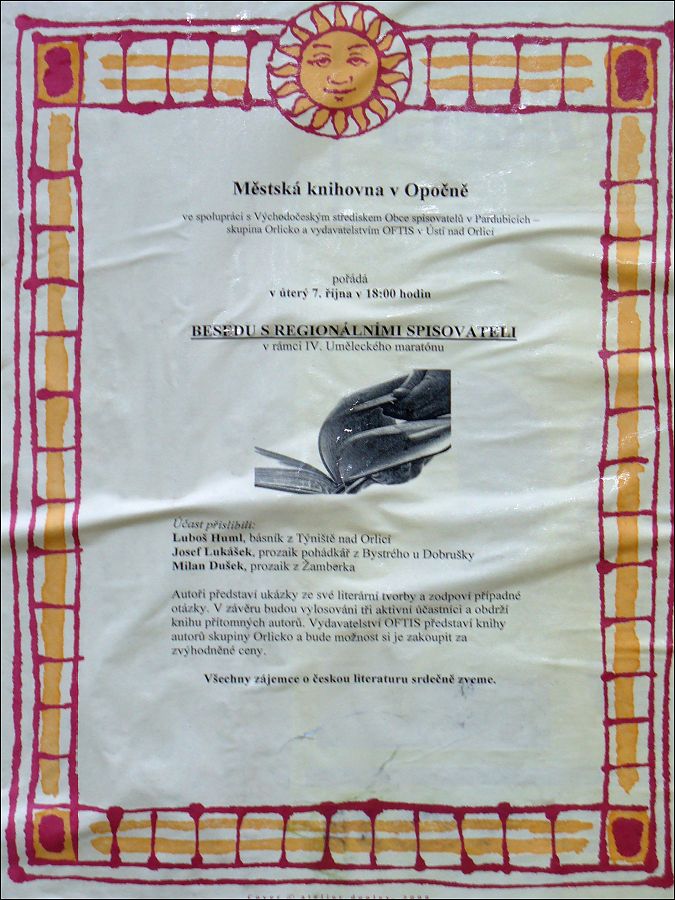 Městská knihovna v Opočně
ve spolupráci s Východočeským střediskem Obce spisovatelů v Pardubicích –
skupina Orlicko a vydavatelstvím OFTIS v Ústí nad Orlicí
pořádá
v úterý 7. října v 18:00 hodin
BESEDU S REGIONÁLNÍMI SPISOVATELI
v rámci IV. Uměleckého maratónu
Účast přislíbili:
Luboš Huml, básník z Týniště nad Orlicí
Josef Lukášek, prozaik pohádkář z Bystrého u Dobrušky
Milan Dušek, prozaik z Žamberka
Autoři představí ukázky ze své literární tvorby a zodpoví případné
otázky. V závěru budou vylosováni tři aktivní účastníci a obdrží
knihu přítomných autorů. Vydavatelství OFTIS představí knihy
autorů skupiny Orlicko a bude možnost si je zakoupit za
zvýhodněné ceny.
Všechny zájemce o českou literaturu srdečně zveme.